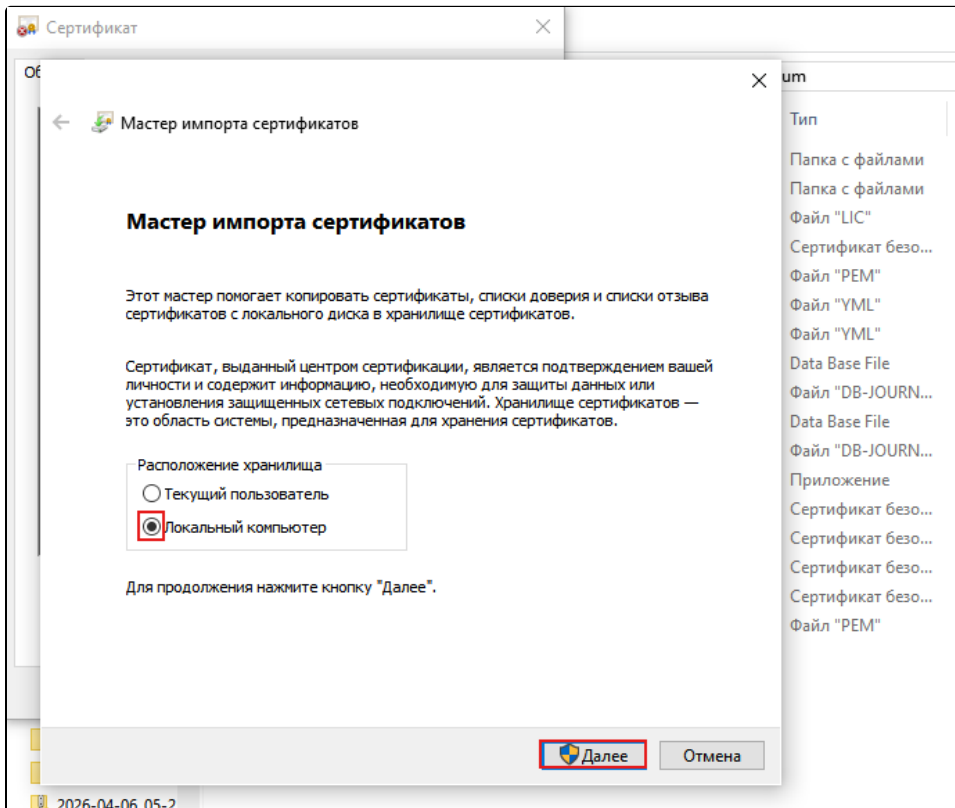 Сертификат
Об
um
Мастер импорта сертификатов
Тип
Мастер импорта сертификатов
Этот мастер помогает копировать сертификаты, списки доверия и списки отзыва
сертификатов с локального диска в хранилище сертификатов.
Сертификат, выданный центром сертификации, является подтверждением вашей
личности и содержит информацию, необходимую для защиты данных или
установления защищенных сетевых подключений. Хранилище сертификатов —
это область системы, предназначенная для хранения сертификатов.
Расположение хранилища
Текущий пользователь
Локальный компьютер
Для продолжения нажмите кнопку "Далее".
Далее
Отмена
Папка с файлами
Папка с файлами
Файл "LIC"
Сертификат безо...
Файл "PEM"
Файл "YML"
Файл "YML"
Data Base File
Файл "DB-JOURN...
Data Base File
Файл "DB-JOURN...
Приложение
Сертификат безо...
Сертификат безо...
Сертификат безо...
Сертификат безо...
Файл "PEM"
2026-04-06 05-2